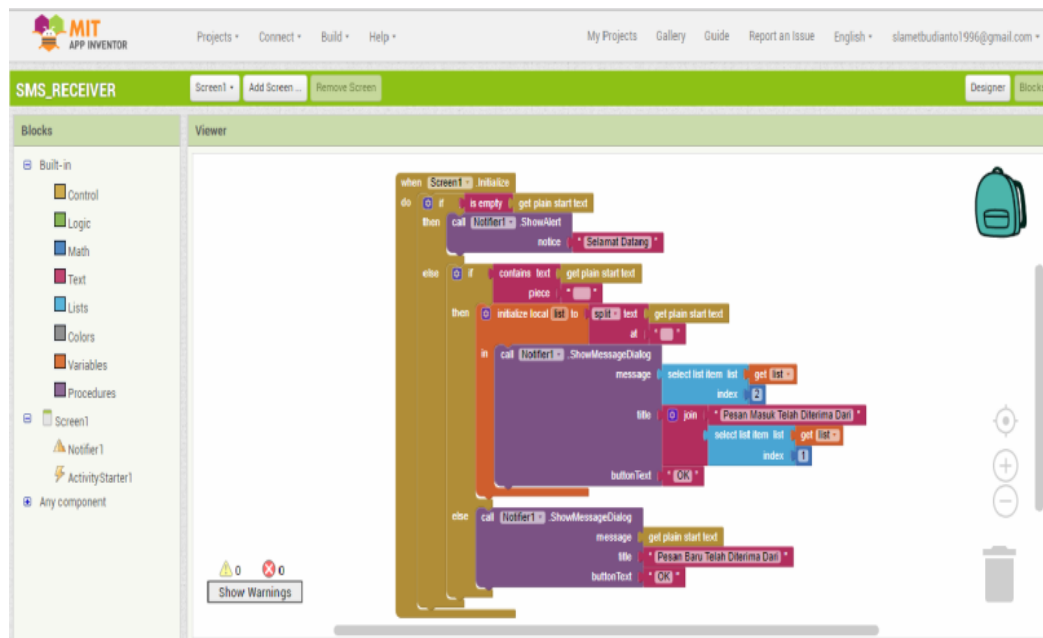 MIT
APP INVENTOR
Projects Connect Build Help My Projects Gallery Guide Report an Issue English slametbudianto1996@gmail.com
SMS_RECEIVER Screen1 Add Screen ... Remove Screen Designer Blocks
Blocks Viewer
Built-in
Control
Logic
Math
Text
Lists
Colors
Variables
Procedures
Screen1
Notifier1
ActivityStarter1
Any component
when Screen1 .Initialize
do if is empty get plain start text
then call Notifier1 .ShowAlert
notice " Selamat Datang "
else if contains text get plain start text
piece " "
then initialize local list to split text get plain start text
at " "
in call Notifier1 .ShowMessageDialog
message select list item list get list
index 2
title join " Pesan Masuk Telah Diterima Dari "
select list item list get list
index 1
buttonText " OK "
else call Notifier1 .ShowMessageDialog
message get plain start text
title " Pesan Baru Telah Diterima Dari "
buttonText " OK "
0 0
Show Warnings